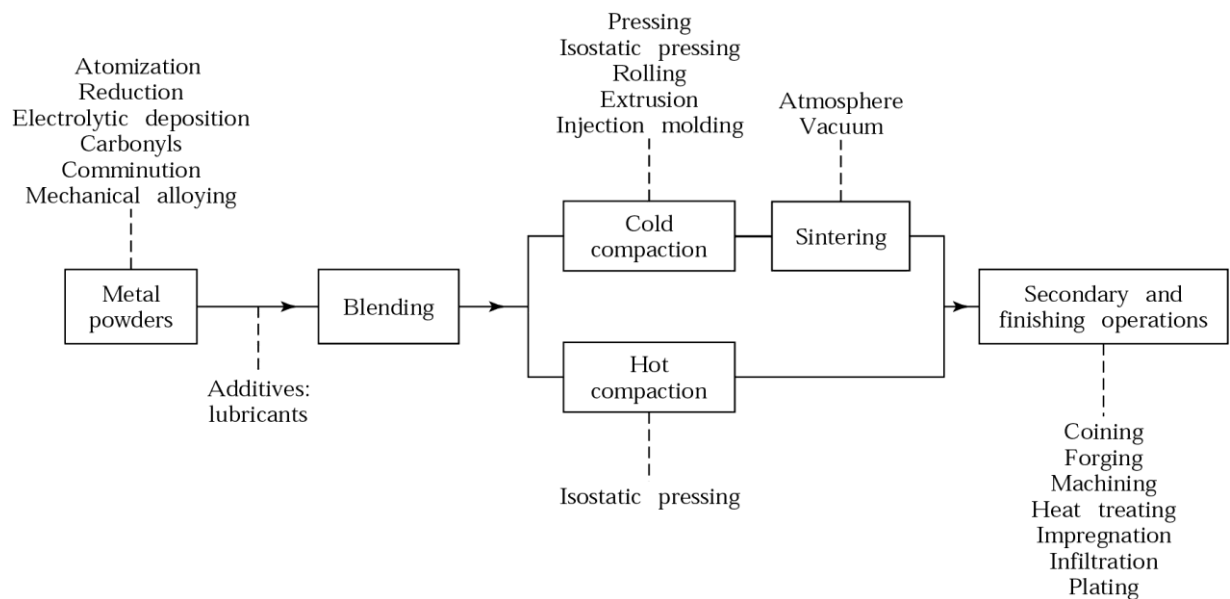 Atomization
Reduction
Electrolytic deposition
Carbonyls
Comminution
Mechanical alloying
Metal
powders
Additives:
lubricants
Blending
Pressing
Isostatic pressing
Rolling
Extrusion
Injection molding
Cold
compaction
Atmosphere
Vacuum
Sintering
Hot
compaction
Isostatic pressing
Secondary and
finishing operations
Coining
Forging
Machining
Heat treating
Impregnation
Infiltration
Plating